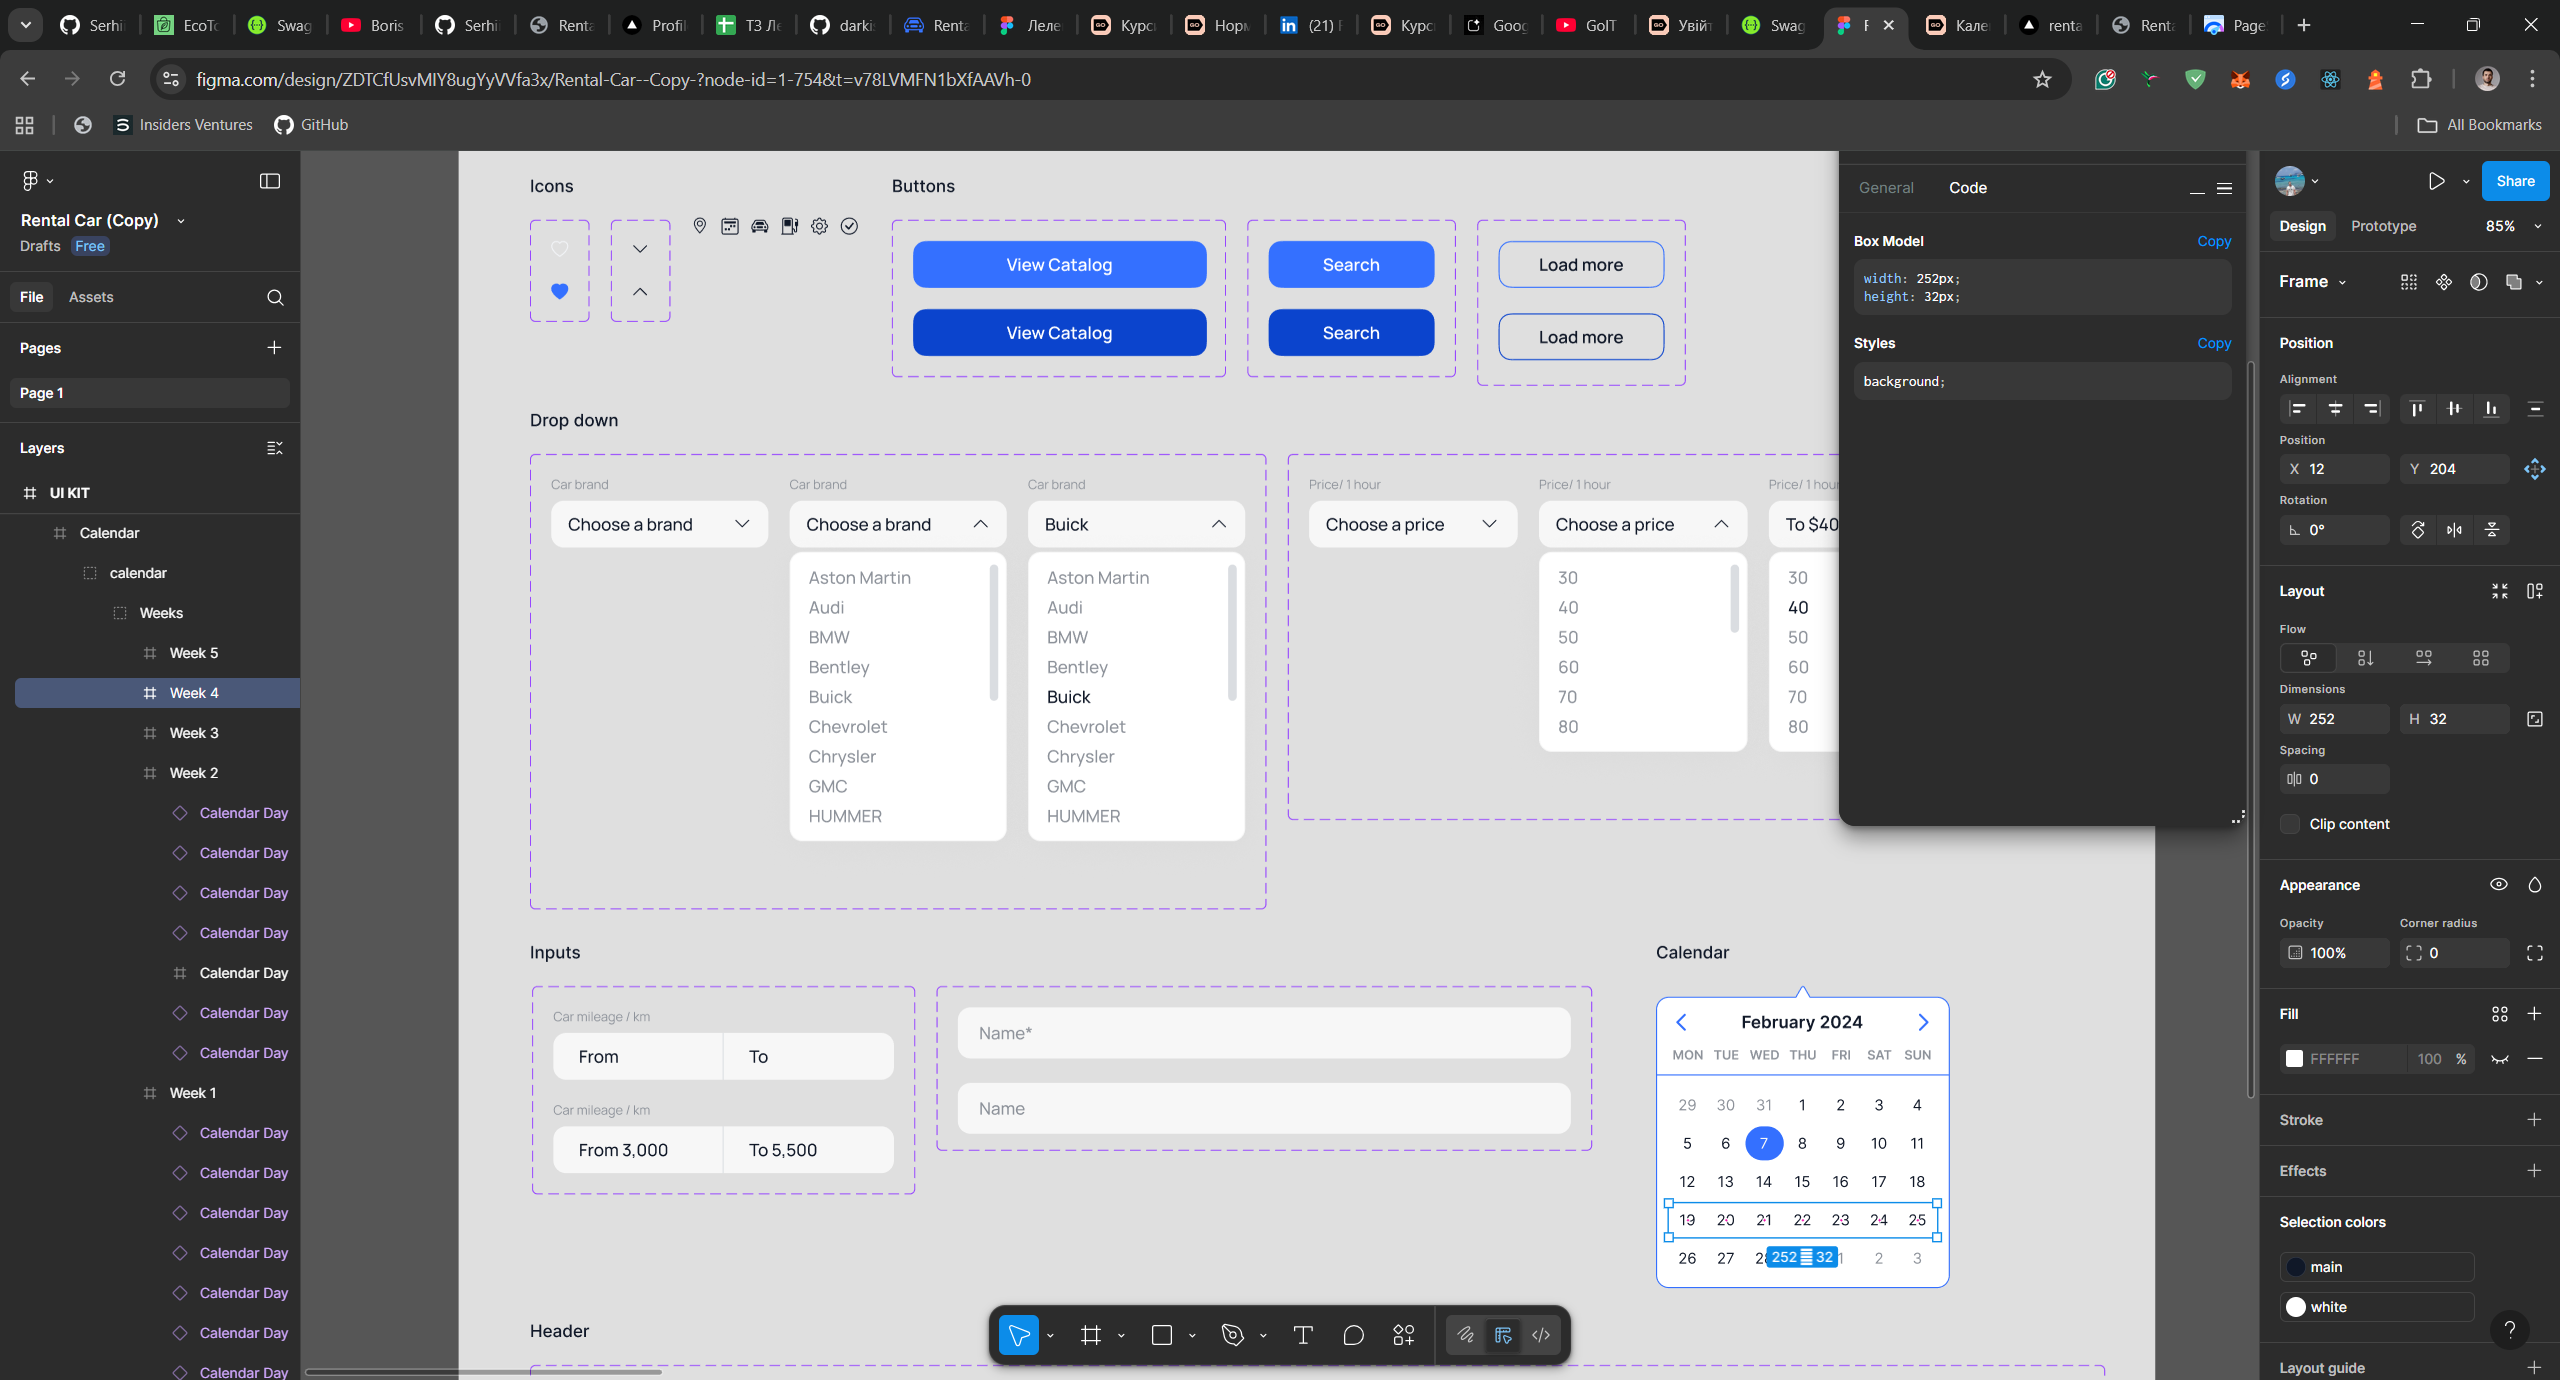 Serhii
EcoTo
Swag
Boris
Serhii
Renta
Profil
ТЗ Ле
darkis
Renta
Леле
Курс
Норм
(21) F
Курс
Goog
GoIT
Увій
Swag
F
Кале
renta
Renta
Page
figma.com/design/ZDTCfUsvMlY8ugYyVVfa3x/Rental-Car--Copy-?node-id=1-754&t=v78LVMFN1bXfAAVh-0
Insiders Ventures
GitHub
All Bookmarks
Rental Car (Copy)
Drafts Free
File Assets
Pages
Page 1
Layers
UI KIT
Calendar
calendar
Weeks
Week 5
Week 4
Week 3
Week 2
Calendar Day
Calendar Day
Calendar Day
Calendar Day
Calendar Day
Calendar Day
Calendar Day
Week 1
Calendar Day
Calendar Day
Calendar Day
Calendar Day
Calendar Day
Calendar Day
Calendar Day
Icons
Buttons
View Catalog
Search
Load more
View Catalog
Search
Load more
Drop down
Car brand
Car brand
Car brand
Price/ 1 hour
Price/ 1 hour
Price/ 1 hour
Choose a brand
Choose a brand
Buick
Choose a price
Choose a price
To $40
Aston Martin
Audi
BMW
Bentley
Buick
Chevrolet
Chrysler
GMC
HUMMER
Aston Martin
Audi
BMW
Bentley
Buick
Chevrolet
Chrysler
GMC
HUMMER
30
40
50
60
70
80
30
40
50
60
70
80
Inputs
Car mileage / km
From
To
Car mileage / km
From 3,000
To 5,500
Name*
Name
Calendar
February 2024
MON TUE WED THU FRI SAT SUN
29 30 31 1 2 3 4
5 6 7 8 9 10 11
12 13 14 15 16 17 18
19 20 21 22 23 24 25
26 27 28 1 2 3
252 32
Header
General Code
Box Model Copy
width: 252px;
height: 32px;
Styles Copy
background;
Share
Design Prototype 85%
Frame
Position
Alignment
Position
X 12
Y 204
Rotation
0°
Layout
Flow
Dimensions
W 252
H 32
Spacing
0
Clip content
Appearance
Opacity
Corner radius
100%
0
Fill
FFFFFF 100 %
Stroke
Effects
Selection colors
main
white
?
Layout guide